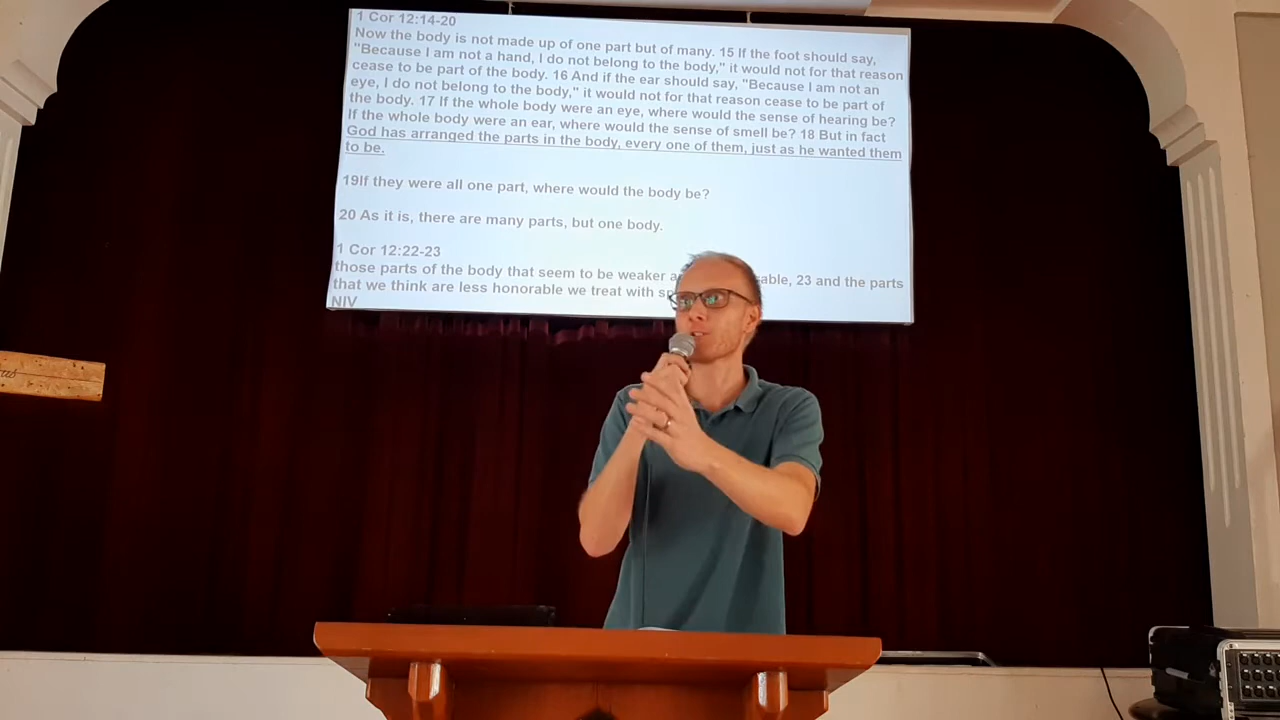 1 Cor 12:14-20
Now the body is not made up of one part but of many. 15 If the foot should say,
"Because I am not a hand, I do not belong to the body," it would not for that reason
cease to be part of the body. 16 And if the ear should say, "Because I am not an
eye, I do not belong to the body," it would not for that reason cease to be part of
the body. 17 If the whole body were an eye, where would the sense of hearing be?
If the whole body were an ear, where would the sense of smell be? 18 But in fact
God has arranged the parts in the body, every one of them, just as he wanted them
to be.
19If they were all one part, where would the body be?
20 As it is, there are many parts, but one body.
1 Cor 12:22-23
those parts of the body that seem to be weaker 23 and the parts
that we think are less honorable we treat with
NIV